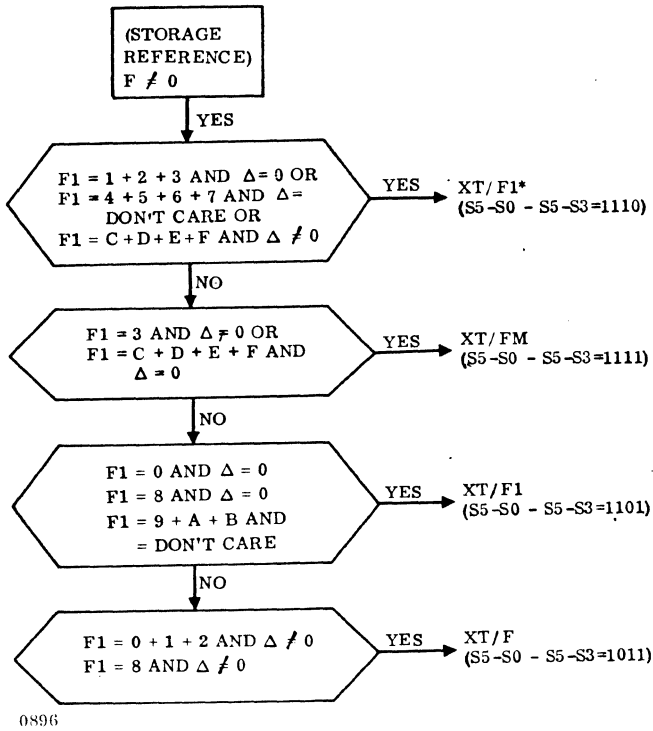 (STORAGE
REFERENCE)
F ≠ 0
YES
F1 = 1 + 2 + 3 AND Δ = 0 OR
F1 = 4 + 5 + 6 + 7 AND Δ =
DON'T CARE OR
F1 = C + D + E + F AND Δ ≠ 0
YES
XT/F1*
(S5-S0 - S5-S3=1110)
NO
F1 = 3 AND Δ ≠ 0 OR
F1 = C + D + E + F AND
Δ = 0
YES
XT/FM
(S5-S0 - S5-S3=1111)
NO
F1 = 0 AND Δ = 0
F1 = 8 AND Δ = 0
F1 = 9 + A + B AND
= DON'T CARE
YES
XT/F1
(S5-S0 - S5-S3=1101)
NO
F1 = 0 + 1 + 2 AND Δ ≠ 0
F1 = 8 AND Δ ≠ 0
YES
XT/F
(S5-S0 - S5-S3=1011)
0896